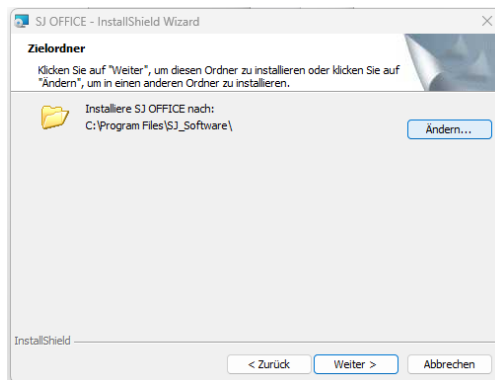 SJ OFFICE - InstallShield Wizard
Zielordner
Klicken Sie auf "Weiter", um diesen Ordner zu installieren oder klicken Sie auf
"Ändern", um in einen anderen Ordner zu installieren.
Installiere SJ OFFICE nach:
C:\Program Files\SJ_Software\
Ändern...
InstallShield
< Zurück
Weiter >
Abbrechen